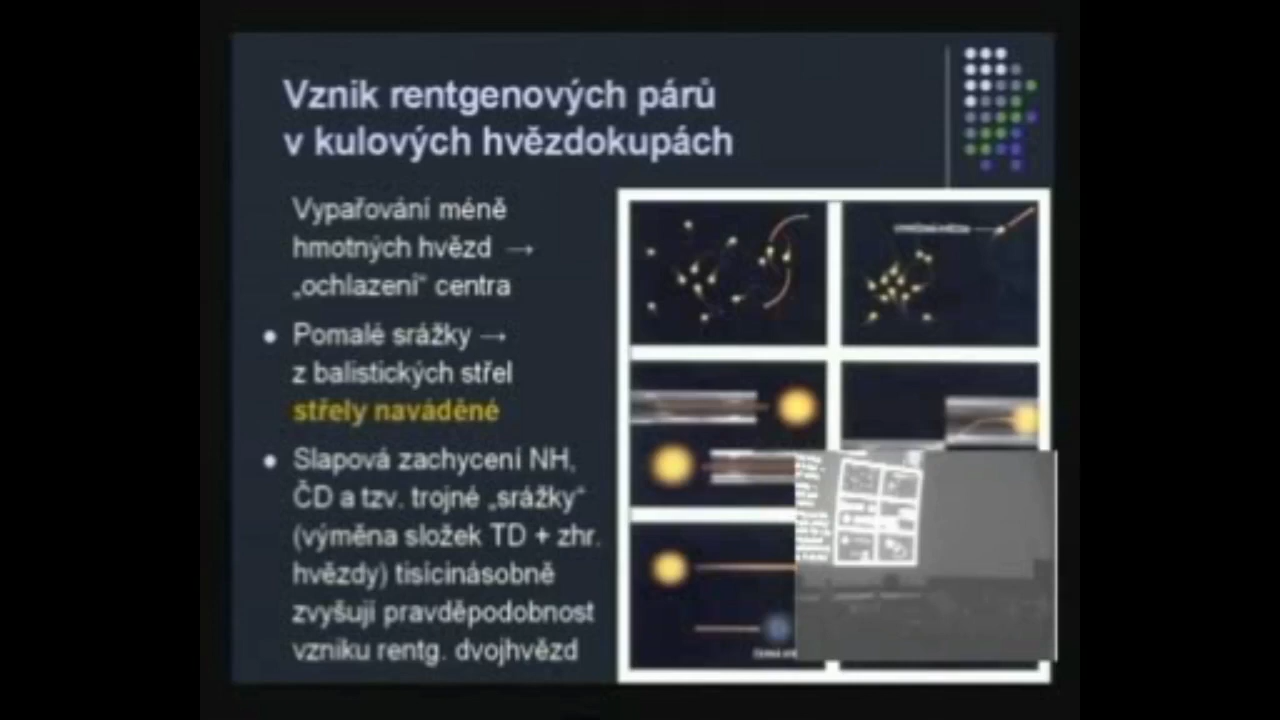 Vznik rentgenových párů
v kulových hvězdokupách
Vypařování méně
hmotných hvězd →
„ochlazení“ centra
● Pomalé srážky →
z balistických střel
střely naváděné
● Slapová zachycení NH,
ČD a tzv. trojné „srážky“
(výměna složek TD + zhr.
hvězdy) tisícinásobně
zvyšují pravděpodobnost
vzniku rentg. dvojhvězd